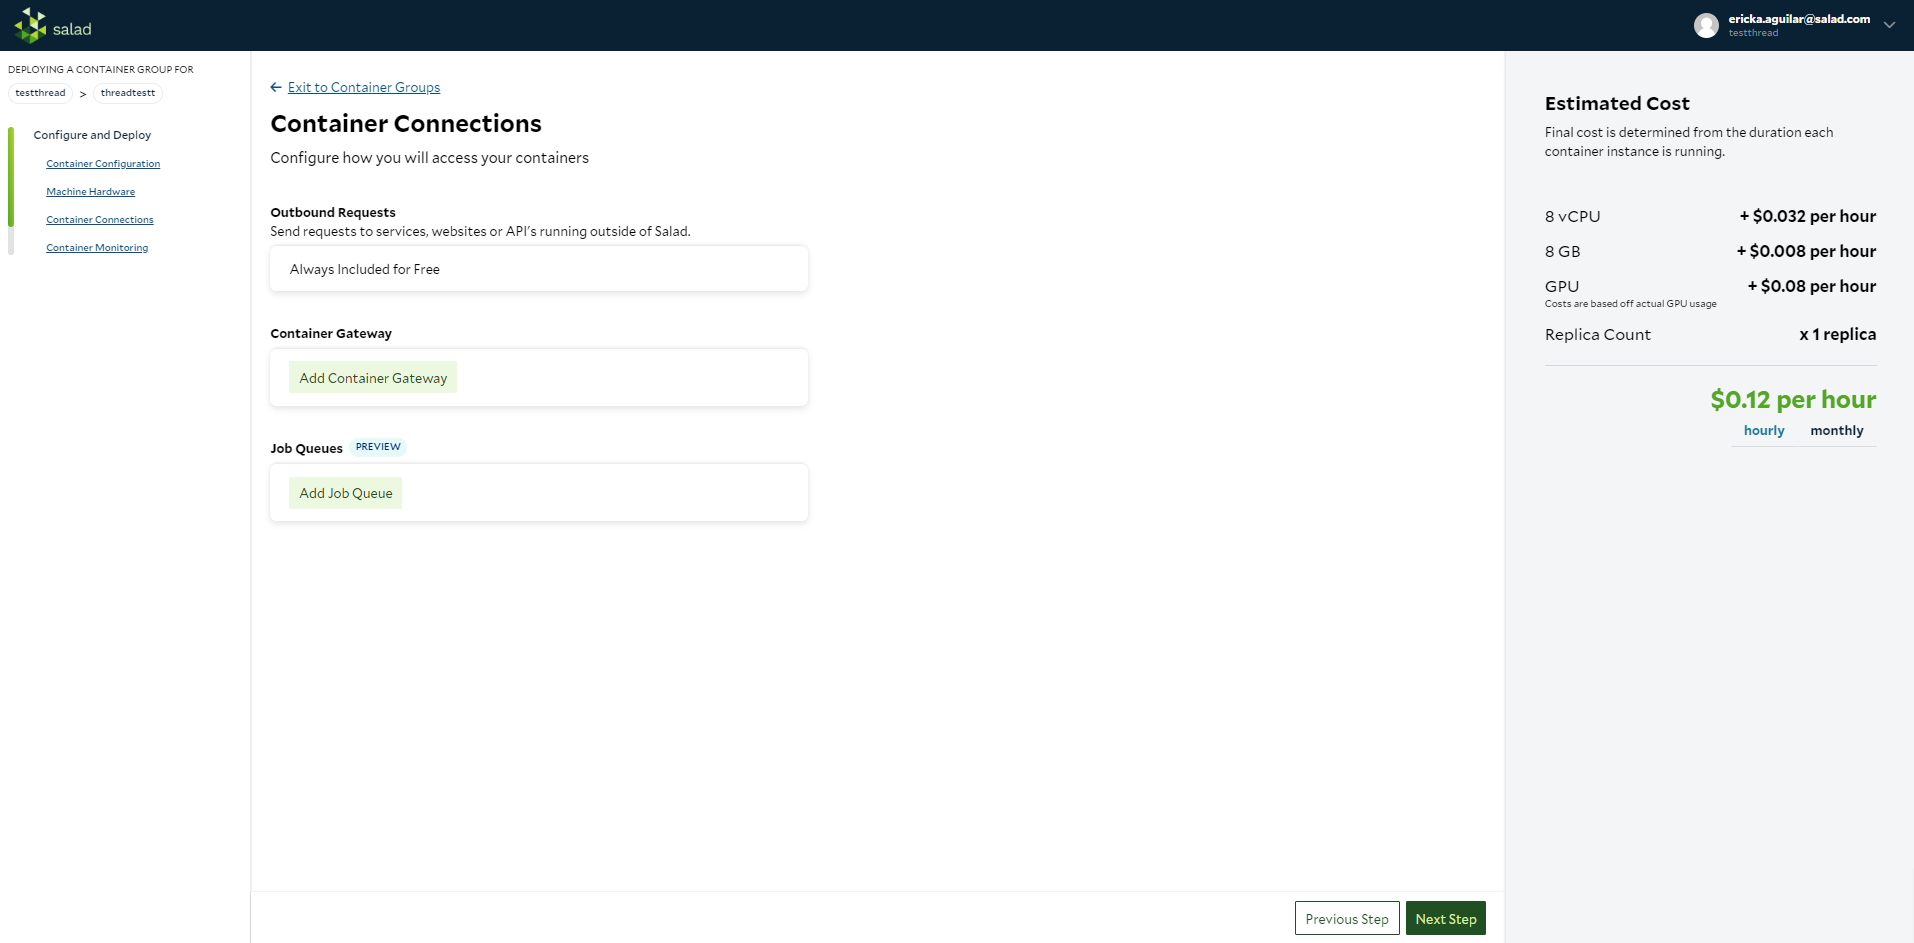 salad
ericka.aguilar@salad.com
testthread
DEPLOYING A CONTAINER GROUP FOR
testthread > threadtestt
Configure and Deploy
Container Configuration
Machine Hardware
Container Connections
Container Monitoring
← Exit to Container Groups
Container Connections
Configure how you will access your containers
Outbound Requests
Send requests to services, websites or API's running outside of Salad.
Always Included for Free
Container Gateway
Add Container Gateway
Job Queues PREVIEW
Add Job Queue
Previous Step
Next Step
Estimated Cost
Final cost is determined from the duration each
container instance is running.
8 vCPU + $0.032 per hour
8 GB + $0.008 per hour
GPU + $0.08 per hour
Costs are based off actual GPU usage
Replica Count x 1 replica
$0.12 per hour
hourly monthly